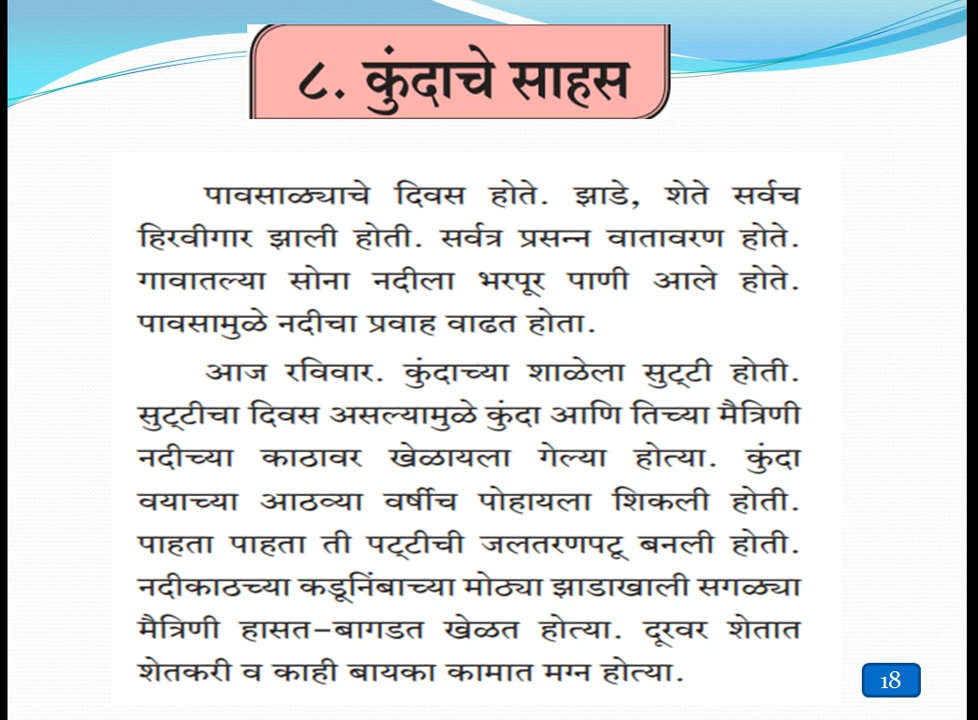 ८. कुंदाचे साहस
पावसाळ्याचे दिवस होते. झाडे, शेते सर्वच
हिरवीगार झाली होती. सर्वत्र प्रसन्न वातावरण होते.
गावातल्या सोना नदीला भरपूर पाणी आले होते.
पावसामुळे नदीचा प्रवाह वाढत होता.
आज रविवार. कुंदाच्या शाळेला सुट्टी होती.
सुट्टीचा दिवस असल्यामुळे कुंदा आणि तिच्या मैत्रिणी
नदीच्या काठावर खेळायला गेल्या होत्या. कुंदा
वयाच्या आठव्या वर्षीच पोहायला शिकली होती.
पाहता पाहता ती पट्टीची जलतरणपटू बनली होती.
नदीकाठच्या कडूनिंबाच्या मोठ्या झाडाखाली सगळ्या
मैत्रिणी हासत-बागडत खेळत होत्या. दूरवर शेतात
शेतकरी व काही बायका कामात मग्न होत्या.
18